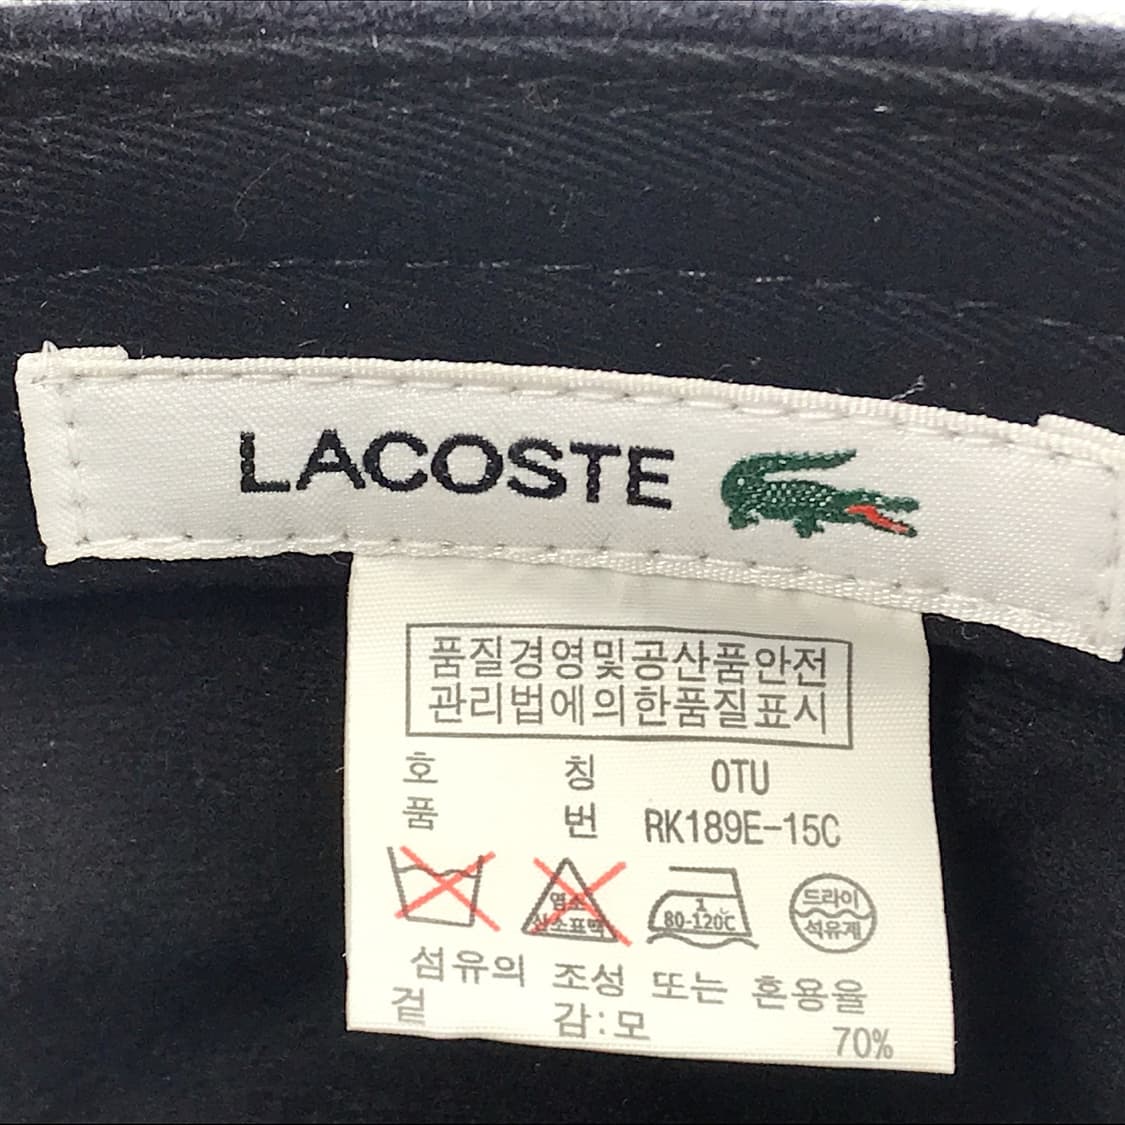 LACOSTE
품질경영및공산품안전
관리법에의한품질표시
호 칭 OTU
품 번 RK189E-15C
염소
산소표백
1
80-120℃
드라이
석유제
섬유의 조성 또는 혼용율
겉 감:모 70%